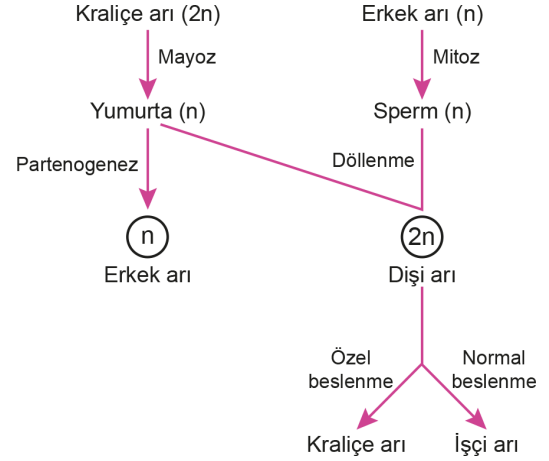 Kraliçe arı (2n)
Erkek arı (n)
Mayoz
Mitoz
Yumurta (n)
Sperm (n)
Partenogenez
Döllenme
n
2n
Erkek arı
Dişi arı
Özel
beslenme
Normal
beslenme
Kraliçe arı
İşçi arı